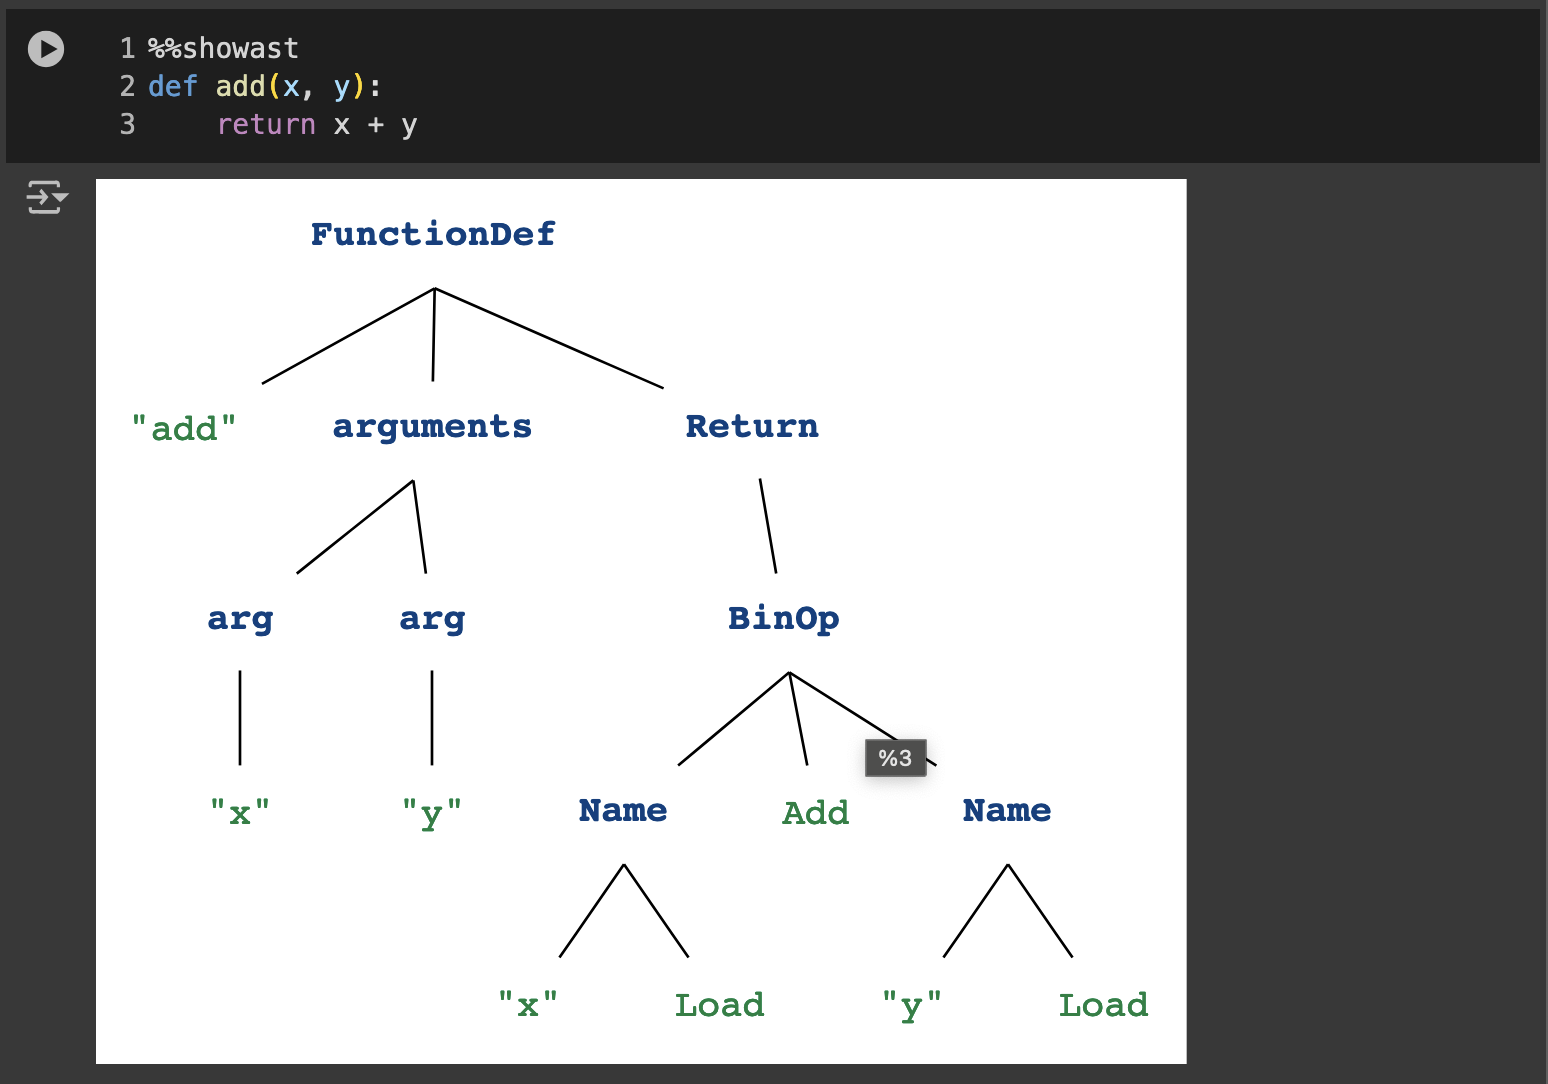 1 %%showast
2 def add(x, y):
3     return x + y
FunctionDef
"add" arguments Return
arg arg BinOp
%3
"x" "y" Name Add Name
"x" Load "y" Load